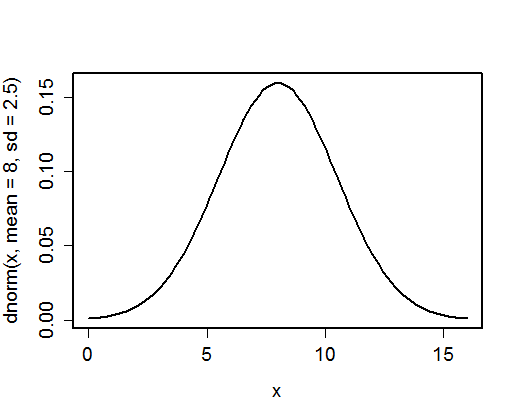 dnorm(x, mean = 8, sd = 2.5)
0.15
0.10
0.05
0.00
0 5 10 15
x